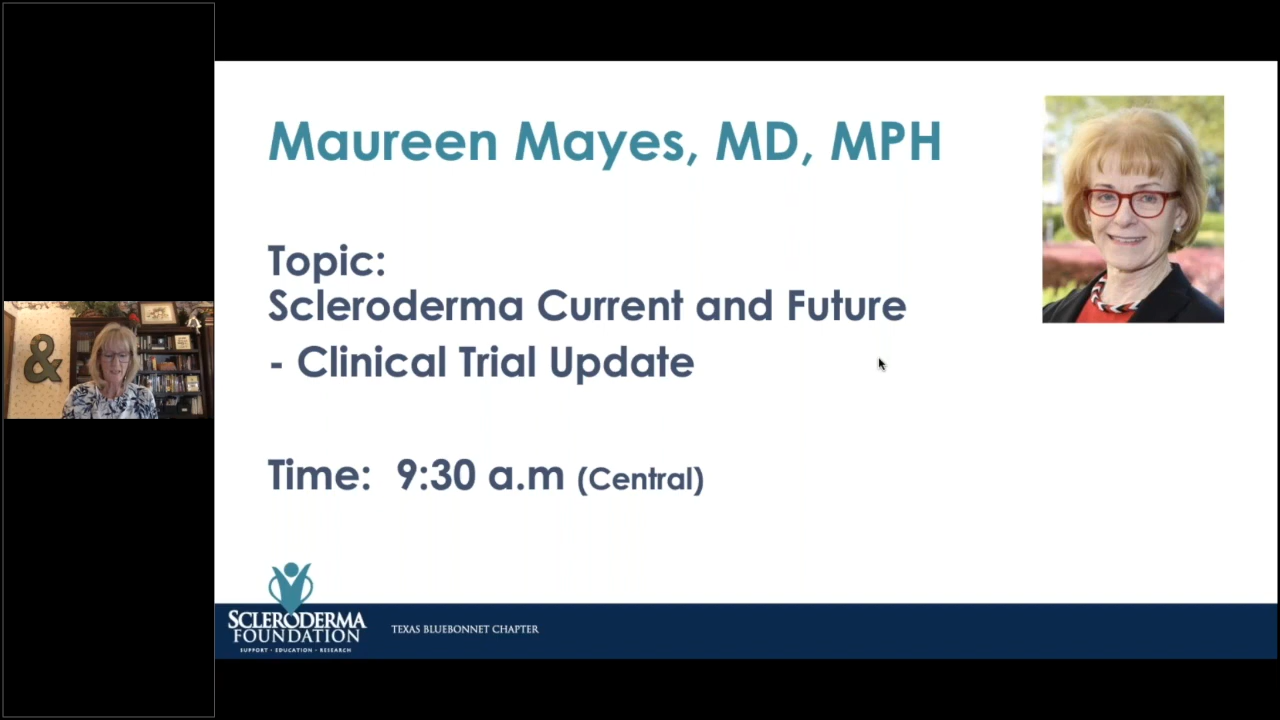 Maureen Mayes, MD, MPH
Topic:
Scleroderma Current and Future
- Clinical Trial Update
Time: 9:30 a.m (Central)
&
SCLERODERMA
FOUNDATION
SUPPORT · EDUCATION · RESEARCH
TEXAS BLUEBONNET CHAPTER